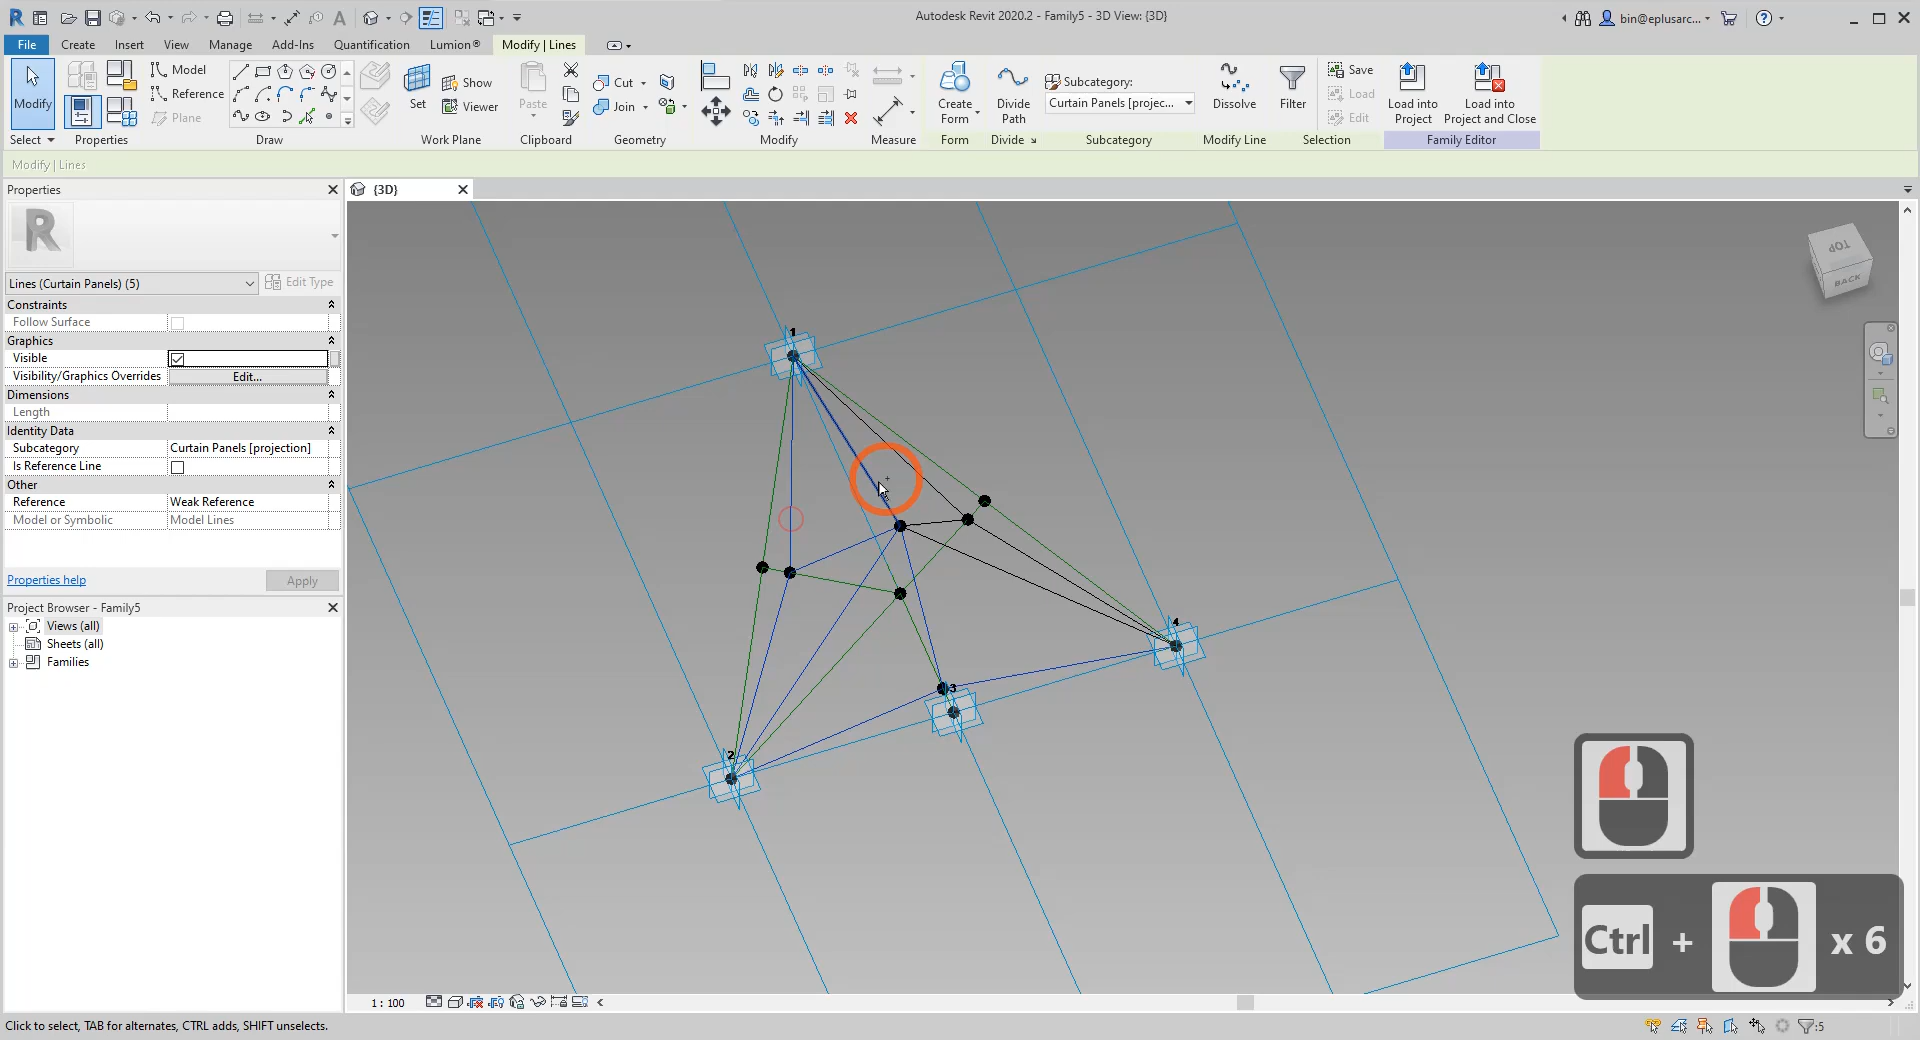 Autodesk Revit 2020.2 - Family5 - 3D View: {3D}
bin@eplusarc...
File Create Insert View Manage Add-Ins Quantification Lumion® Modify | Lines
Modify
Select
Properties
Model
Reference
Plane
Draw
Set
Show
Viewer
Work Plane
Paste
Clipboard
Cut
Join
Geometry
Modify
Measure
Create
Form
Form
Divide
Path
Divide
Subcategory:
Curtain Panels [projec...
Subcategory
Dissolve
Modify Line
Filter
Save
Load
Edit
Selection
Load into
Project
Load into
Project and Close
Family Editor
Modify | Lines
Properties
{3D}
R
Lines (Curtain Panels) (5)
Edit Type
Constraints
Follow Surface
Graphics
Visible
Visibility/Graphics Overrides Edit...
Dimensions
Length
Identity Data
Subcategory Curtain Panels [projection]
Is Reference Line
Other
Reference Weak Reference
Model or Symbolic Model Lines
Properties help
Apply
Project Browser - Family5
Views (all)
Sheets (all)
Families
TOP
BACK
1
4
3
2
Ctrl + x 6
1 : 100
Click to select, TAB for alternates, CTRL adds, SHIFT unselects.
:5